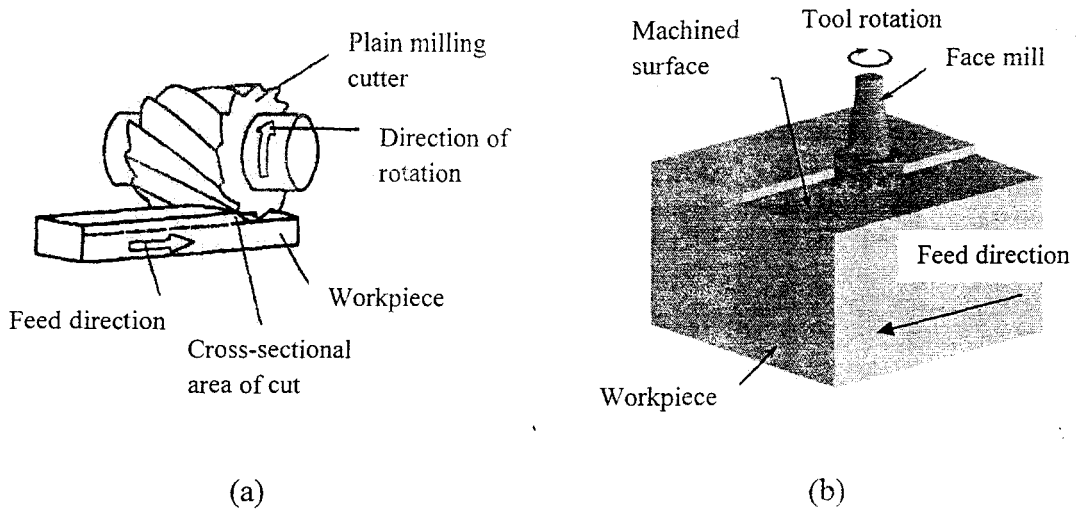 Plain milling
cutter
Direction of
rotation
Workpiece
Feed direction
Cross-sectional
area of cut
(a)
Tool rotation
Machined
surface
Face mill
Feed direction
Workpiece
(b)